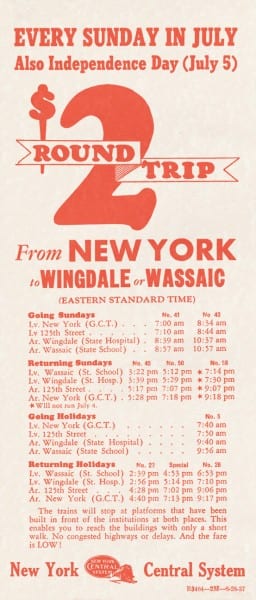 EVERY SUNDAY IN JULY
Also Independence Day (July 5)
$2
ROUND TRIP
From NEW YORK
to WINGDALE or WASSAIC
(EASTERN STANDARD TIME)
Going Sundays No. 41 No. 43
Lv. New York (G.C.T.) . . . 7:00 am 8:34 am
Lv 125th Street . . . . . 7:10 am 8:44 am
Ar. Wingdale (State Hospital) . 8:39 am 10:37 am
Ar. Wassaic (State School) . . 8:57 am 10:57 am
Returning Sundays No. 45 No. 50 No. 18
Lv. Wassaic (St. School) 3:22 pm 5:12 pm ★ 7:14 pm
Lv. Wingdale (St. Hosp.) 3:39 pm 5:29 pm ★ 7:30 pm
Ar. 125th Street . . . 5:17 pm 7:07 pm ★ 9:07 pm
Ar. New York (G.C.T.) . 5:28 pm 7:18 pm ★ 9:18 pm
★Will not run July 4.
Going Holidays No. 5
Lv. New York (G.C.T.) . . . . . . 7:40 am
Lv. 125th Street . . . . . . . . 7:50 am
Ar. Wingdale (State Hospital) . . . . 9:40 am
Ar. Wassaic (State School) . . . . . 9:56 am
Returning Holidays No. 23 Special No. 26
Lv. Wassaic (St. School) 2:39 pm 4:53 pm 6:53 pm
Lv. Wingdale (St. Hosp) 2:56 pm 5:14 pm 7:10 pm
Ar. 125th Street . . . 4:28 pm 7:02 pm 9:06 pm
Ar. New York (G.C.T.) 4:40 pm 7:13 pm 9:17 pm
The trains will stop at platforms that have been
built in front of the institutions at both places. This
enables you to reach the buildings with only a short
walk. No congested highways or delays. And the fare
is LOW!
New York Central System
NEW YORK
CENTRAL
SYSTEM